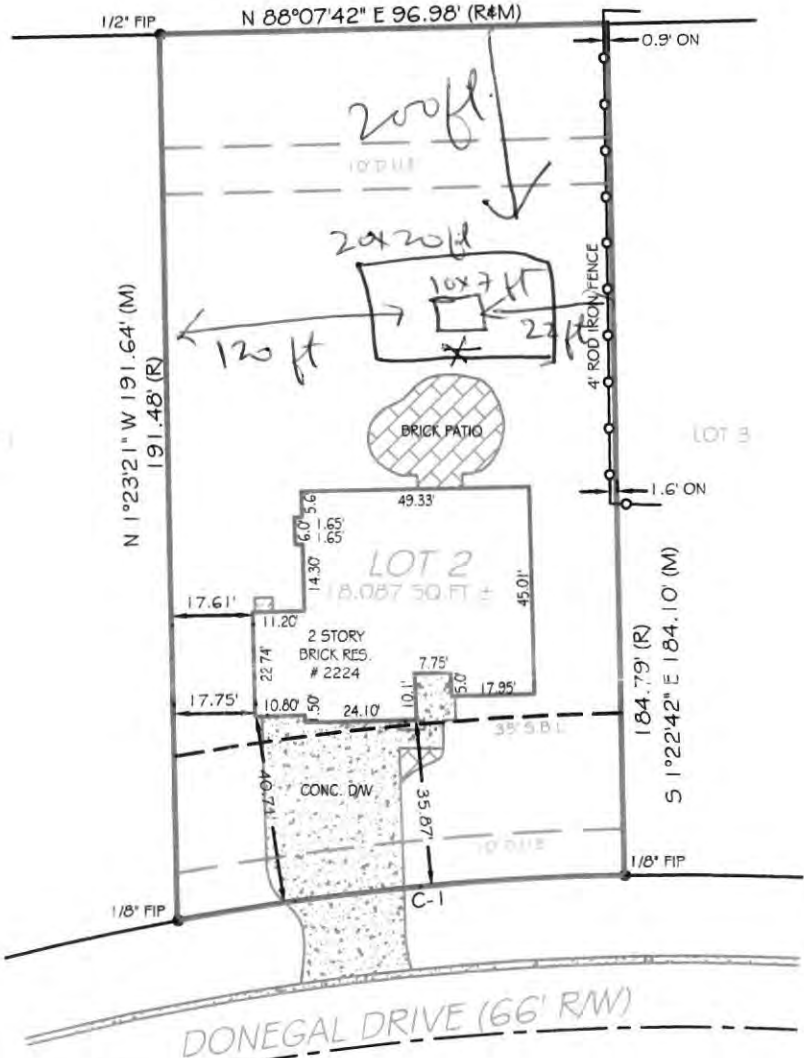 1/2" FIP
N 88°07'42" E 96.98' (R&M)
0.9' ON
200 ft.
10' D.U.E
20x20 ft
10x7 ft
120 ft
22 ft
4' ROD IRON FENCE
N 1°23'21" W 191.64' (M)
191.48' (R)
BRICK PATIO
LOT 3
49.33'
1.6' ON
5.6'
6.0'
1.65'
1.65'
14.30'
LOT 2
18,087 SQ.FT ±
45.01'
17.61'
11.20'
22.74'
2 STORY
BRICK RES.
# 2224
7.75'
5.0'
17.95'
10.1'
17.75'
10.80'
.50'
24.10'
35' S.B.L
184.79' (R)
S 1°22'42" E 184.10' (M)
CONC. D/W
35.87'
10' D.U.E
1/8" FIP
1/8" FIP
C-1
DONEGAL DRIVE (66' R/W)